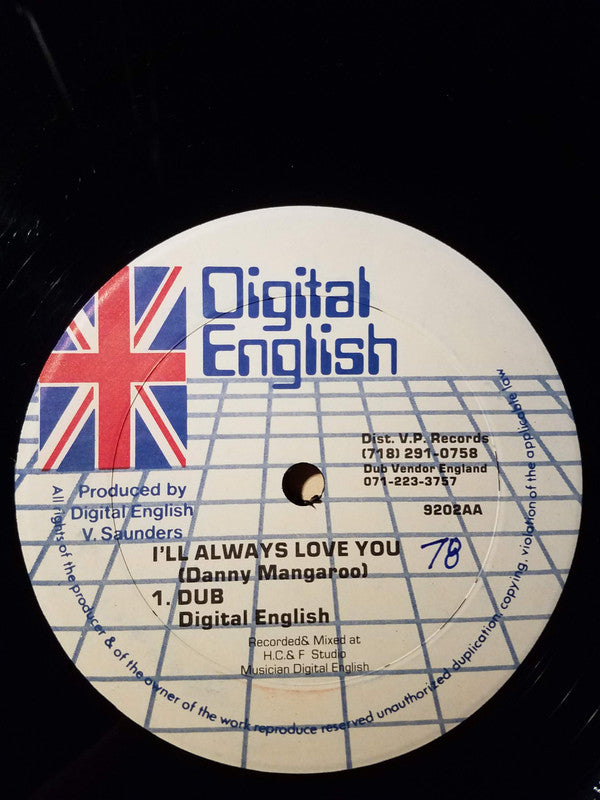 Digital
English
Dist. V.P. Records
(718) 291-0758
Dub Vendor England
071-223-3757
9202AA
Produced by
Digital English
V. Saunders
I'LL ALWAYS LOVE YOU
(Danny Mangaroo)
78
1. DUB
Digital English
Recorded& Mixed at
H.C.& F Studio
Musician Digital English
All rights of the producer & of the owner of the work reproduce reserved unauthorized duplication, copying, violation of the applicable low